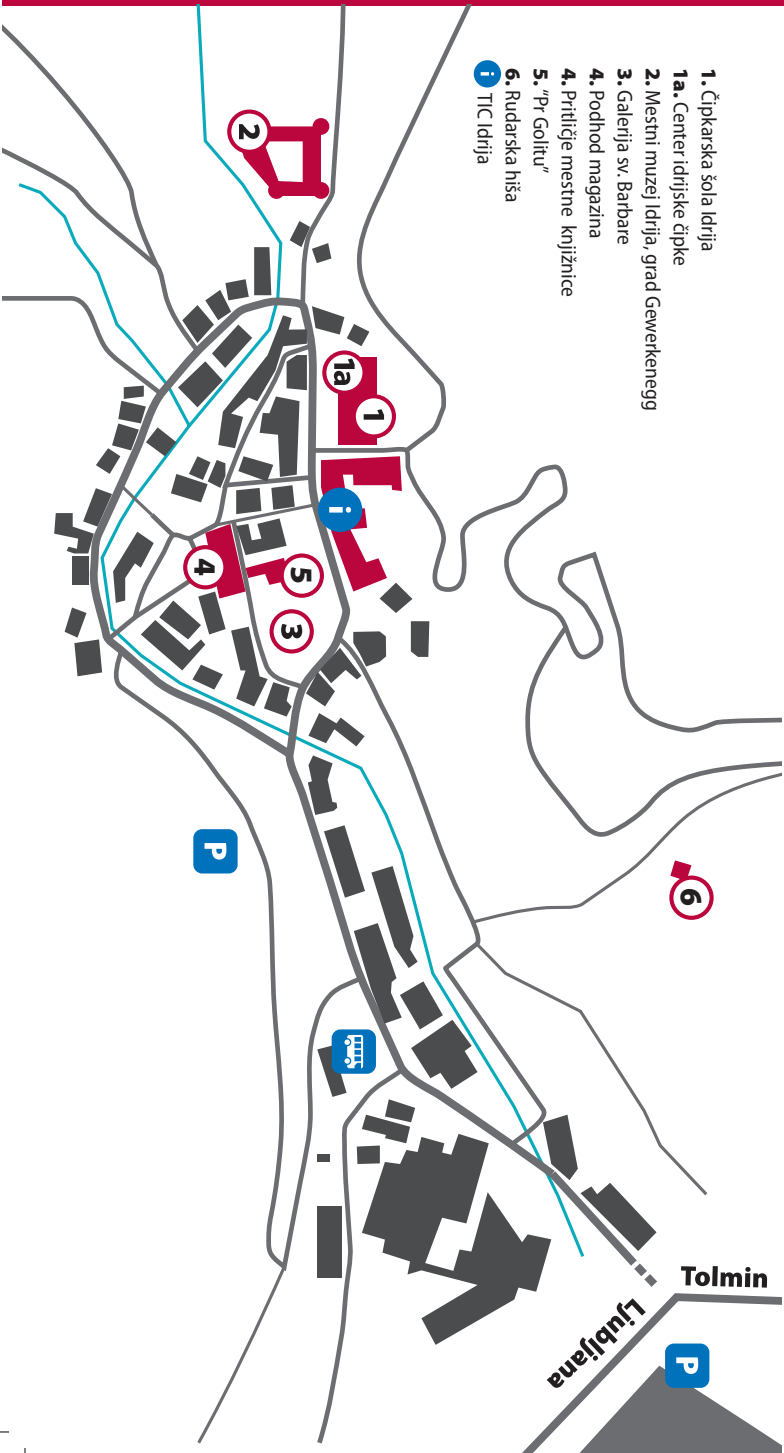 1. Čipkarska šola Idrija
1a. Center idrijske čipke
2. Mestni muzej Idrija, grad Gewerkenegg
3. Galerija sv. Barbare
4. Podhod magazina
4. Pritličje mestne knjižnice
5. "Pr Golitu"
6. Rudarska hiša
i TIC Idrija
2
1a
1
i
4
5
3
P
6
Tolmin
Ljubljana
P